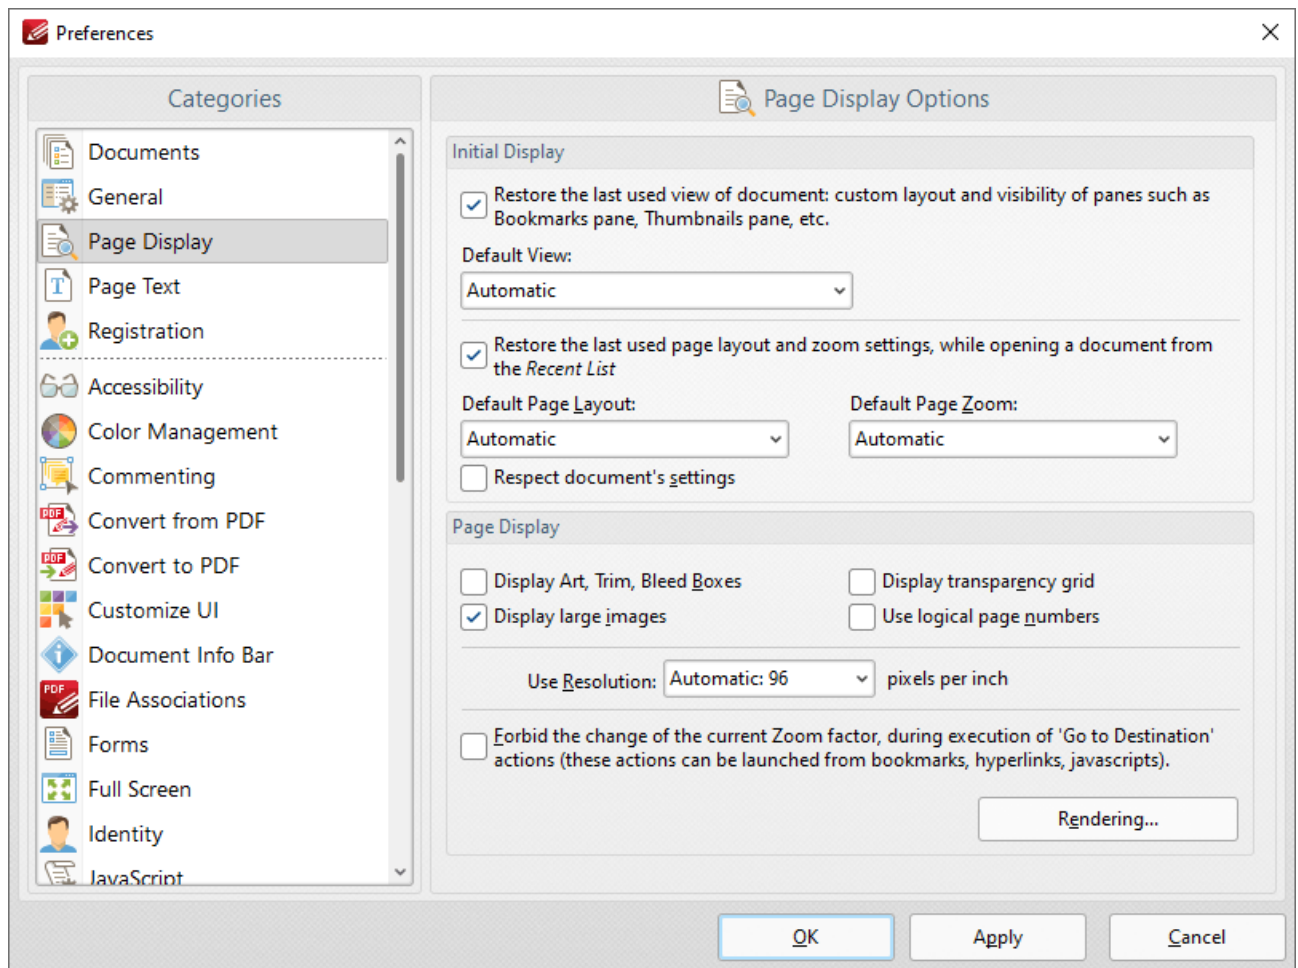 Preferences
Categories
Documents
General
Page Display
Page Text
Registration
Accessibility
Color Management
Commenting
Convert from PDF
Convert to PDF
Customize UI
Document Info Bar
File Associations
Forms
Full Screen
Identity
JavaScript
Page Display Options
Initial Display
Restore the last used view of document: custom layout and visibility of panes such as
Bookmarks pane, Thumbnails pane, etc.
Default View:
Automatic
Restore the last used page layout and zoom settings, while opening a document from
the Recent List
Default Page Layout: Default Page Zoom:
Automatic Automatic
Respect document's settings
Page Display
Display Art, Trim, Bleed Boxes Display transparency grid
Display large images Use logical page numbers
Use Resolution: Automatic: 96 pixels per inch
Forbid the change of the current Zoom factor, during execution of 'Go to Destination'
actions (these actions can be launched from bookmarks, hyperlinks, javascripts).
Rendering...
OK Apply Cancel